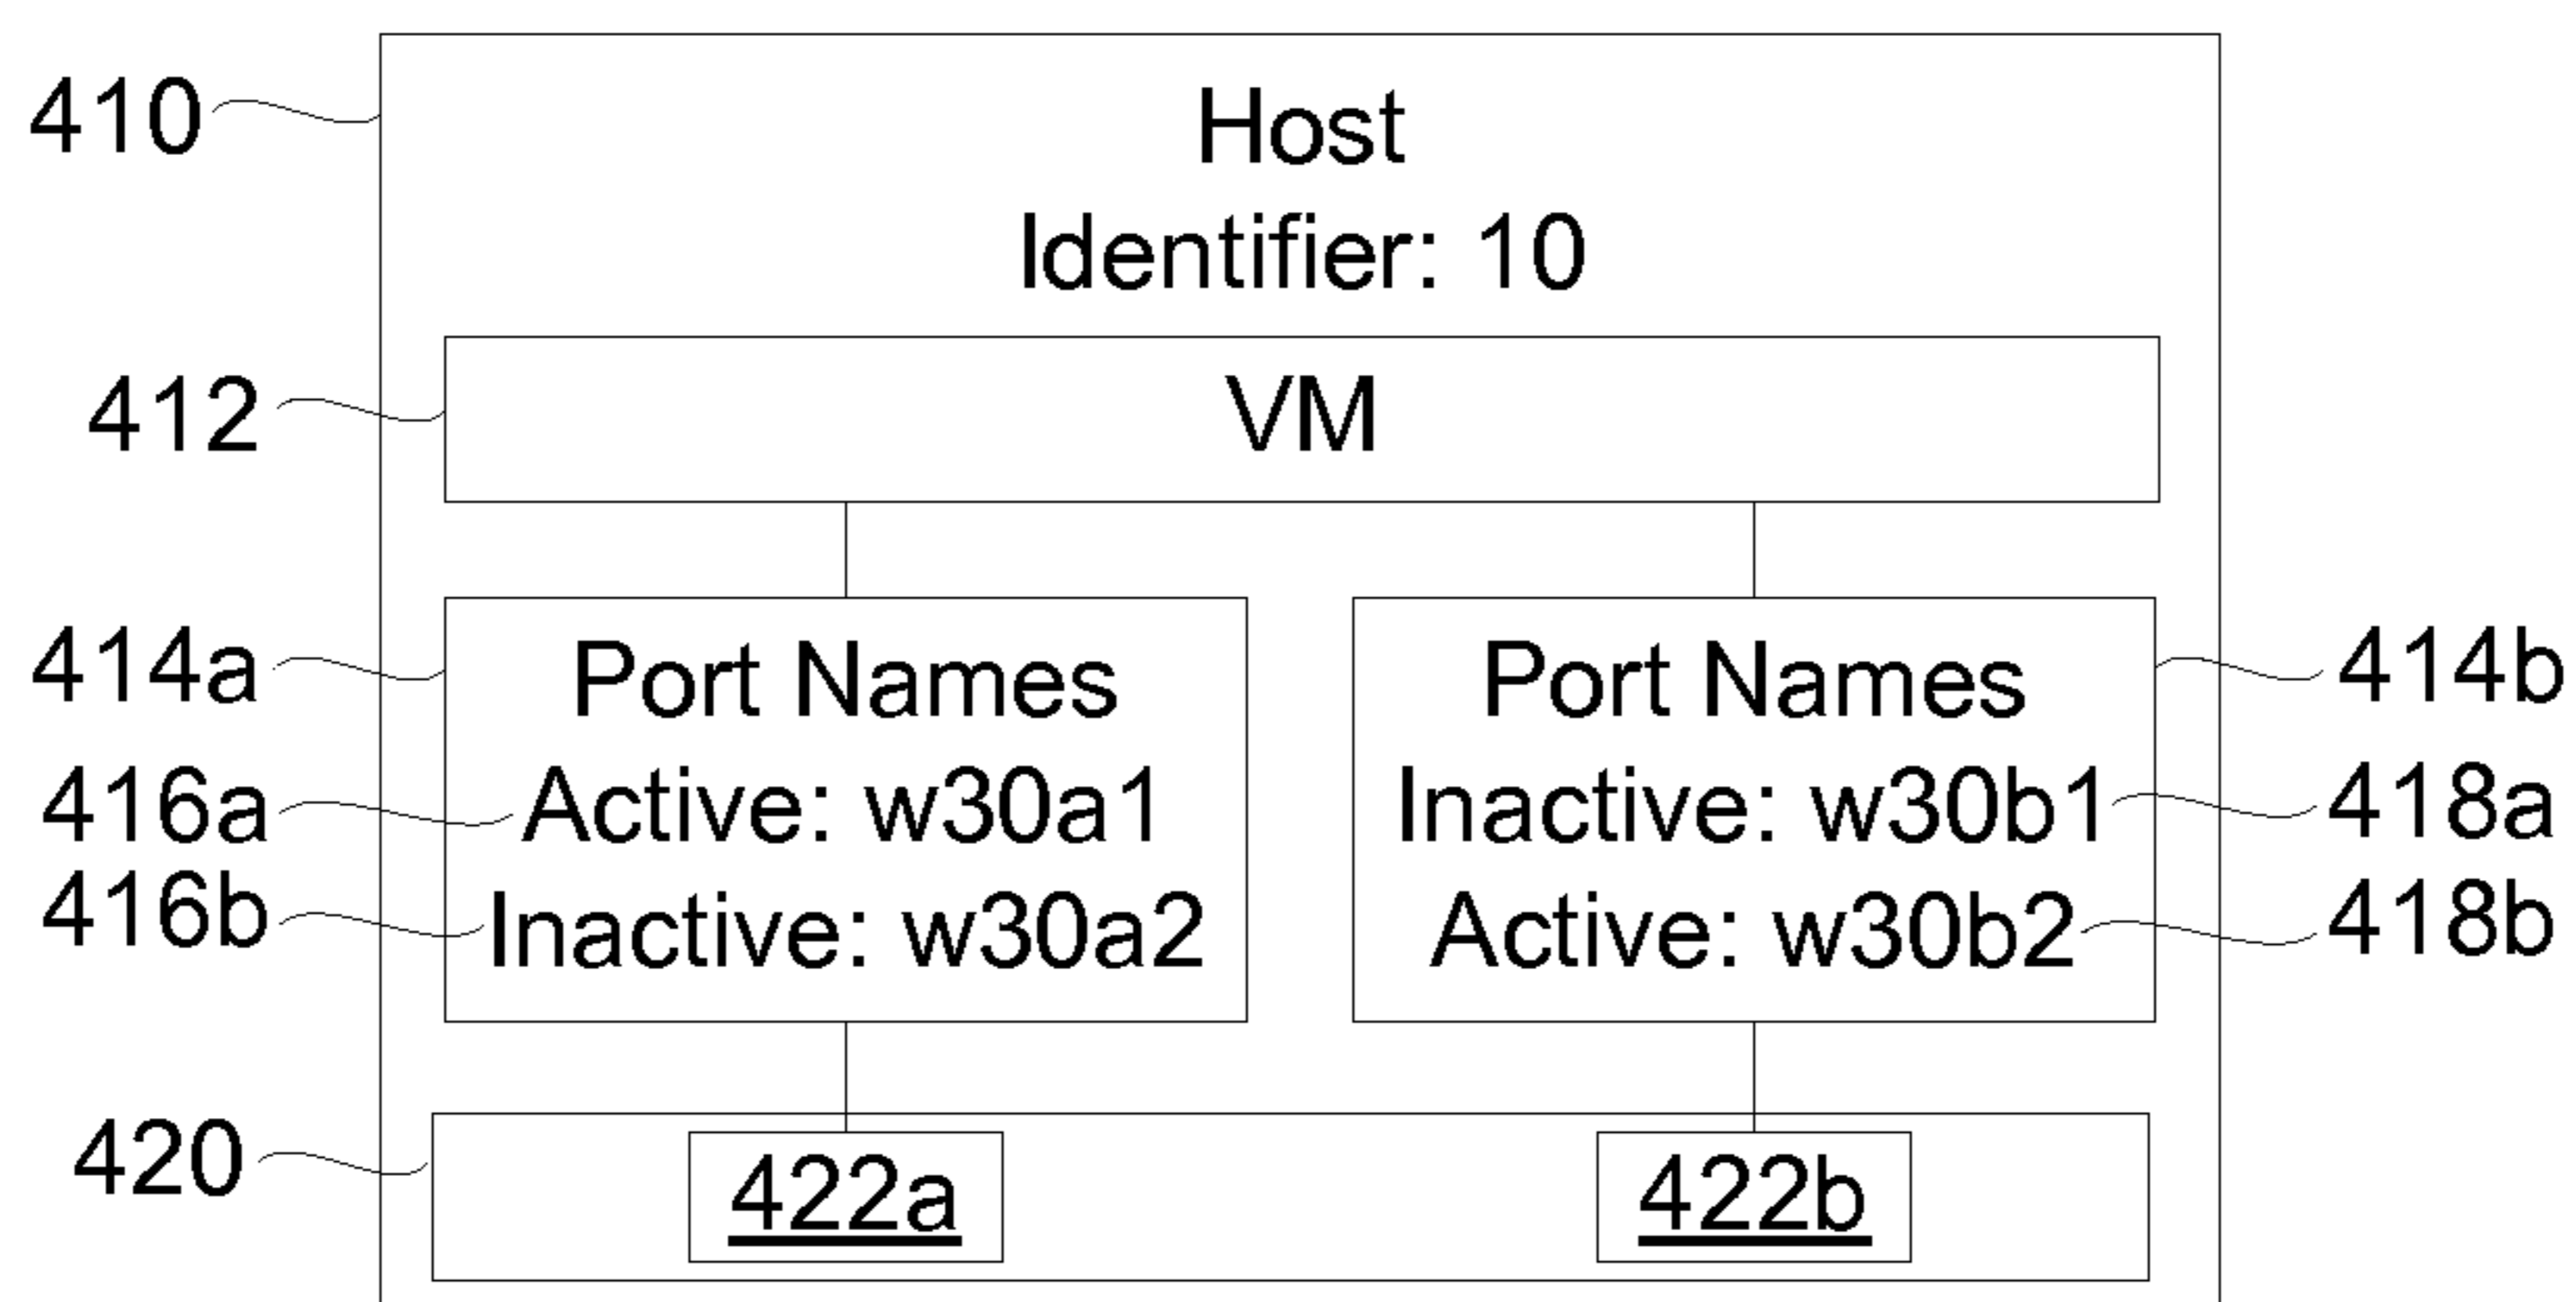 410
Host
Identifier: 10
412
VM
414a
Port Names
Port Names
414b
416a
Active: w30a1
Inactive: w30b1
418a
416b
Inactive: w30a2
Active: w30b2
418b
420
422a
422b